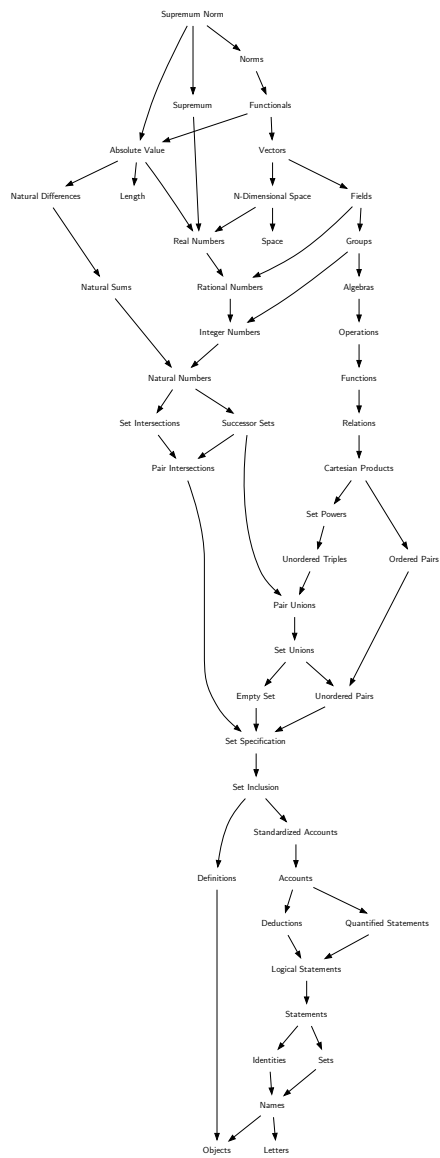 Supremum Norm
Norms
Supremum
Functionals
Absolute Value
Vectors
Natural Differences
Length
N-Dimensional Space
Fields
Real Numbers
Space
Groups
Natural Sums
Rational Numbers
Algebras
Integer Numbers
Operations
Natural Numbers
Functions
Set Intersections
Successor Sets
Relations
Pair Intersections
Cartesian Products
Set Powers
Unordered Triples
Ordered Pairs
Pair Unions
Set Unions
Empty Set
Unordered Pairs
Set Specification
Set Inclusion
Standardized Accounts
Definitions
Accounts
Deductions
Quantified Statements
Logical Statements
Statements
Identities
Sets
Names
Objects
Letters